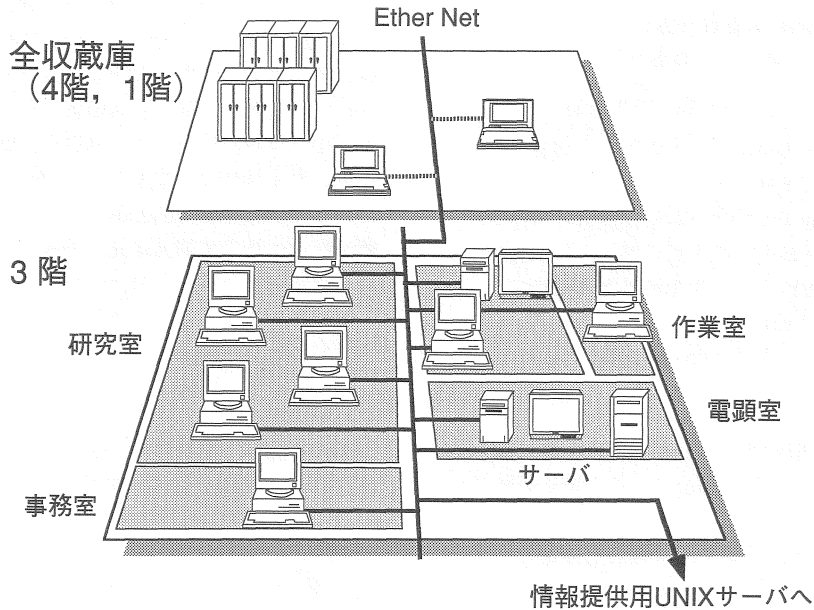 Ether Net
全収蔵庫
（4階，1階）
3 階
研究室
作業室
電顕室
サーバ
事務室
情報提供用UNIXサーバへ